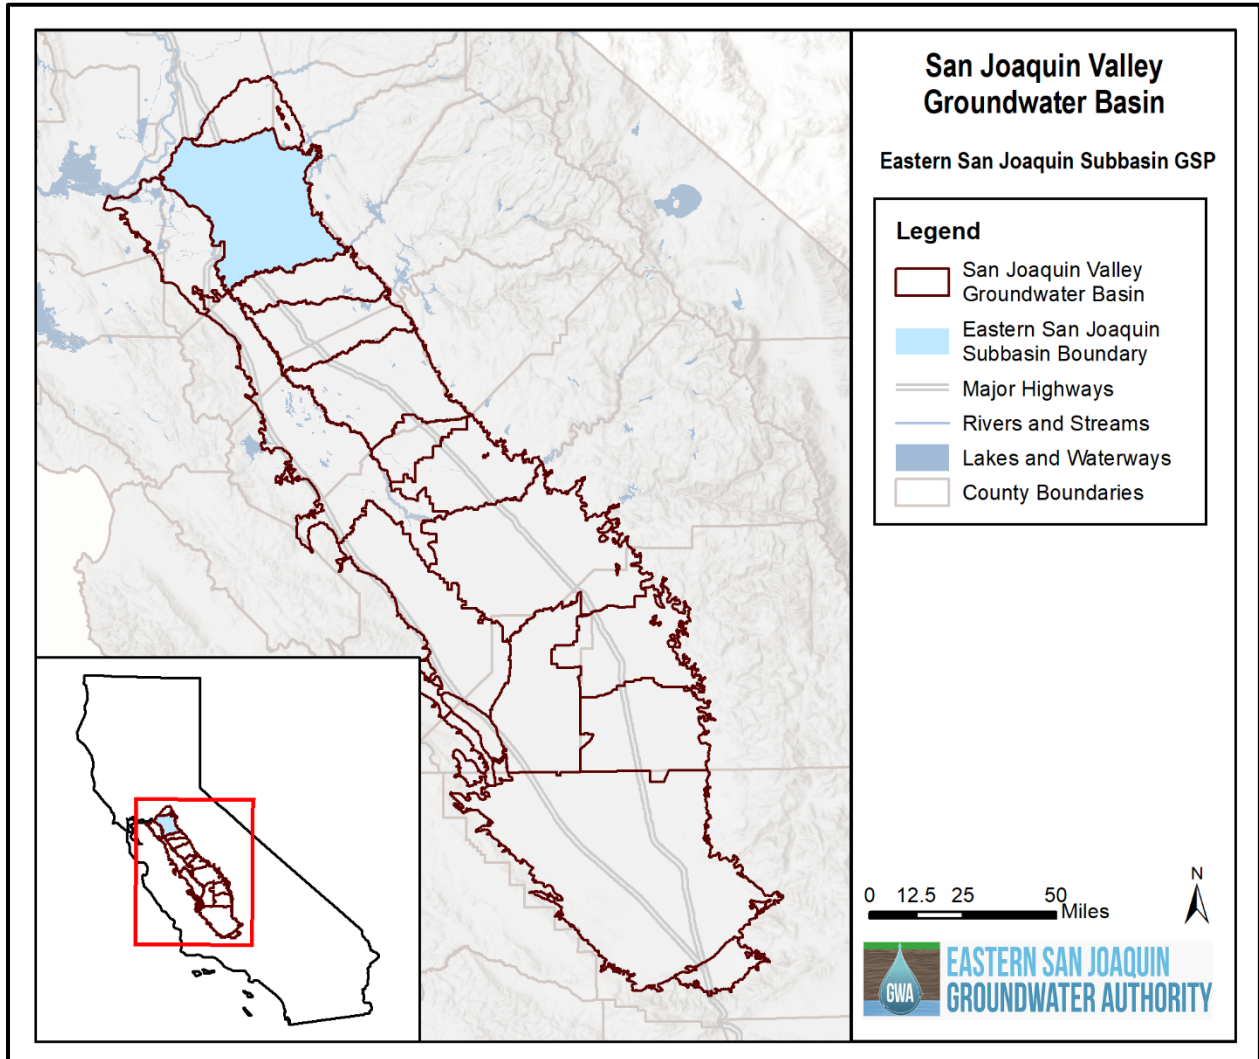 San Joaquin Valley
Groundwater Basin
Eastern San Joaquin Subbasin GSP
Legend
San Joaquin Valley
Groundwater Basin
Eastern San Joaquin
Subbasin Boundary
Major Highways
Rivers and Streams
Lakes and Waterways
County Boundaries
N
0 12.5 25 50
Miles
GWA
EASTERN SAN JOAQUIN
GROUNDWATER AUTHORITY